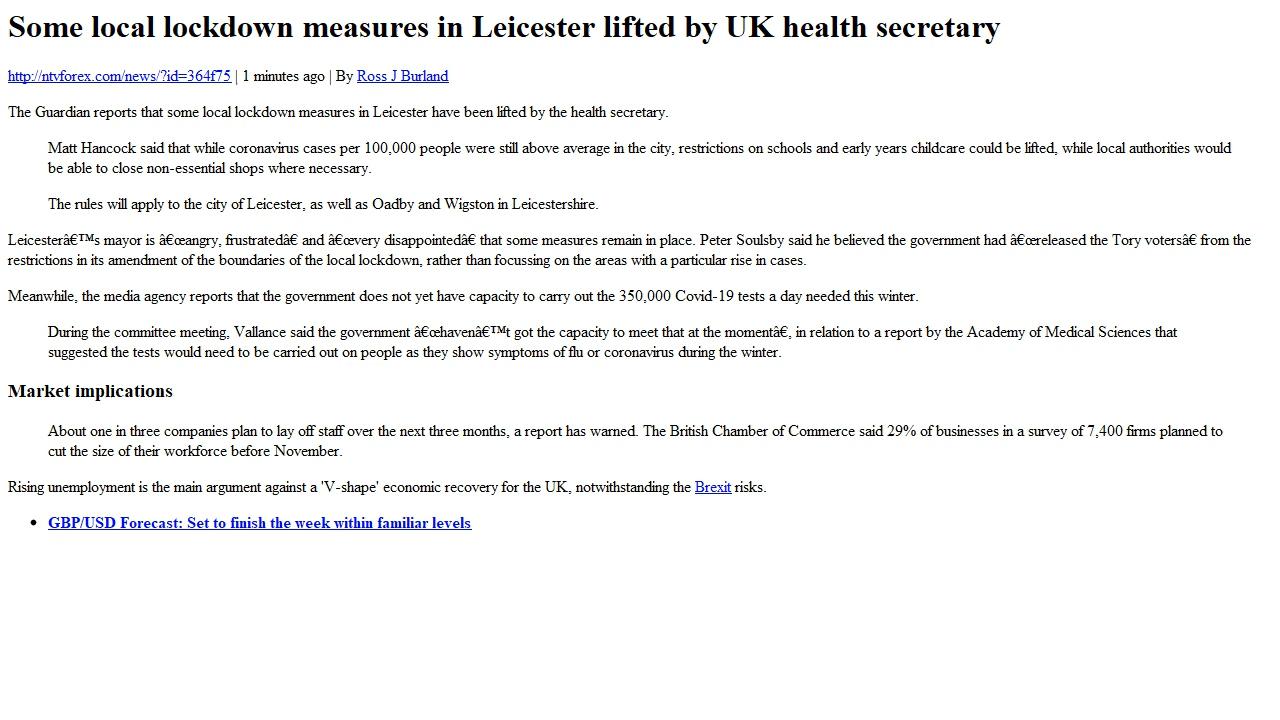 Some local lockdown measures in Leicester lifted by UK health secretary
http://ntvforex.com/news/?id=364f75 | 1 minutes ago | By Ross J Burland
The Guardian reports that some local lockdown measures in Leicester have been lifted by the health secretary.
Matt Hancock said that while coronavirus cases per 100,000 people were still above average in the city, restrictions on schools and early years childcare could be lifted, while local authorities would
be able to close non-essential shops where necessary.
The rules will apply to the city of Leicester, as well as Oadby and Wigston in Leicestershire.
Leicesterâ€™s mayor is â€œangry, frustratedâ€ and â€œvery disappointedâ€ that some measures remain in place. Peter Soulsby said he believed the government had â€œreleased the Tory votersâ€ from the
restrictions in its amendment of the boundaries of the local lockdown, rather than focussing on the areas with a particular rise in cases.
Meanwhile, the media agency reports that the government does not yet have capacity to carry out the 350,000 Covid-19 tests a day needed this winter.
During the committee meeting, Vallance said the government â€œhavenâ€™t got the capacity to meet that at the momentâ€, in relation to a report by the Academy of Medical Sciences that
suggested the tests would need to be carried out on people as they show symptoms of flu or coronavirus during the winter.
Market implications
About one in three companies plan to lay off staff over the next three months, a report has warned. The British Chamber of Commerce said 29% of businesses in a survey of 7,400 firms planned to
cut the size of their workforce before November.
Rising unemployment is the main argument against a 'V-shape' economic recovery for the UK, notwithstanding the Brexit risks.
• GBP/USD Forecast: Set to finish the week within familiar levels